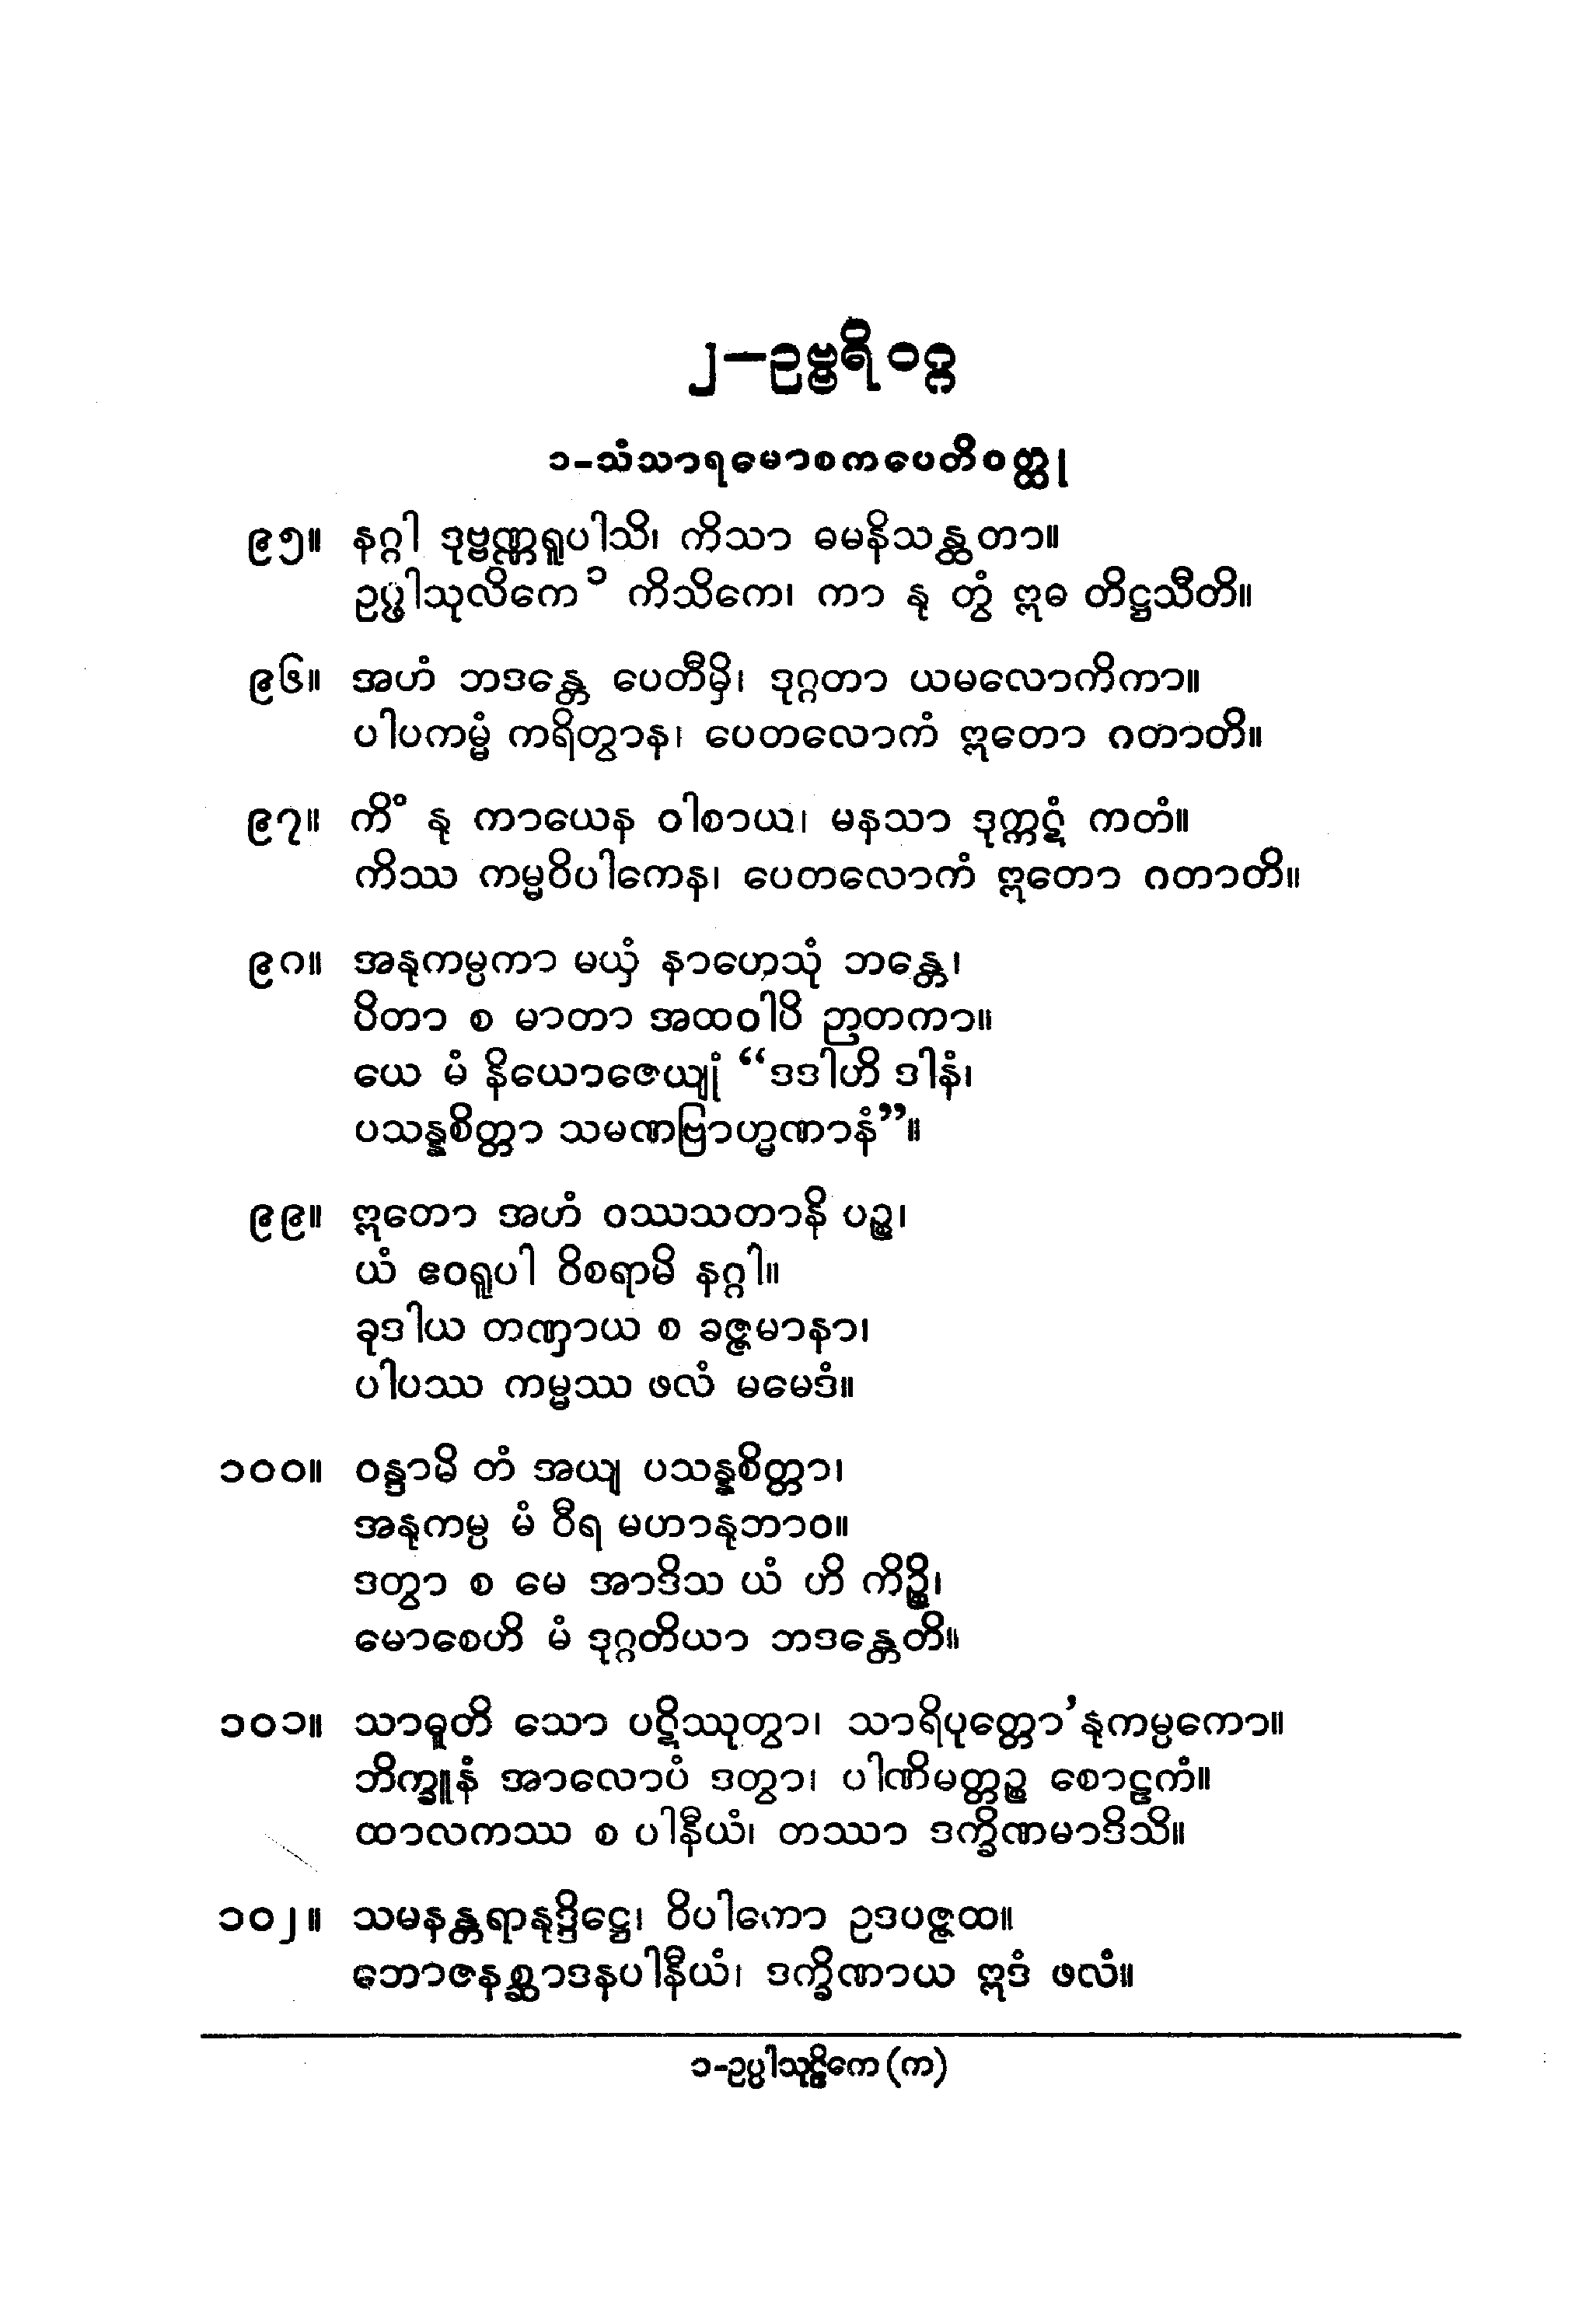 ၂−ဥဗ္ဗရိဝဂ္ဂ
၁-သံသာရမောစကပေတိဝတ္ထု
၉၅။ နဂ္ဂါ ဒုဗ္ဗဏ္ဏရူပါသိ၊ ကိသာ ဓမနိသန္ထတာ။
ဥပ္ဖါသုလိကေ ၁ ကိသိကေ၊ ကာ နု တွံ ဣဓ တိဋ္ဌသီတိ။
၉၆။ အဟံ ဘဒန္တေ ပေတီမှိ၊ ဒုဂ္ဂတာ ယမလောကိကာ။
ပါပကမ္မံ ကရိတွာန၊ ပေတလောကံ ဣတော ဂတာတိ။
၉၇။ ကိံ နု ကာယေန ဝါစာယ၊ မနသာ ဒုက္ကဋံ ကတံ။
ကိဿ ကမ္မဝိပါကေန၊ ပေတလောကံ ဣတော ဂတာတိ။
၉၈။ အနုကမ္ပကာ မယှံ နာဟေသုံ ဘန္တေ၊
ပိတာ စ မာတာ အထဝါပိ ဉာတကာ။
ယေ မံ နိယောဇေယျုံ “ဒဒါဟိ ဒါနံ၊
ပသန္နစိတ္တာ သမဏဗြာဟ္မဏာနံ”။
၉၉။ ဣတော အဟံ ဝဿသတာနိ ပဉ္စ၊
ယံ ဧဝရူပါ ဝိစရာမိ နဂ္ဂါ။
ခုဒါယ တဏှာယ စ ခဇ္ဇမာနာ၊
ပါပဿ ကမ္မဿ ဖလံ မမေဒံ။
၁၀၀။ ဝန္ဒာမိ တံ အယျ ပသန္နစိတ္တာ၊
အနုကမ္ပ မံ ဝီရ မဟာနုဘာဝ။
ဒတွာ စ မေ အာဒိသ ယံ ဟိ ကိဉ္စိ၊
မောစေဟိ မံ ဒုဂ္ဂတိယာ ဘဒန္တေတိ။
၁၀၁။ သာဓူတိ သော ပဋိဿုတွာ၊ သာရိပုတ္တော’နုကမ္ပကော။
ဘိက္ခူနံ အာလောပံ ဒတွာ၊ ပါဏိမတ္တဉ္စ စောဠကံ။
ထာလကဿ စ ပါနီယံ၊ တဿာ ဒက္ခိဏမာဒိသိ။
၁၀၂။ သမနန္တရာနုဒ္ဒိဋ္ဌေ၊ ဝိပါကော ဥဒပဇ္ဇထ။
ဘောဇနစ္ဆာဒနပါနီယံ၊ ဒက္ခိဏာယ ဣဒံ ဖလံ။
၁-ဥပ္ပါသုဠိကေ (က)